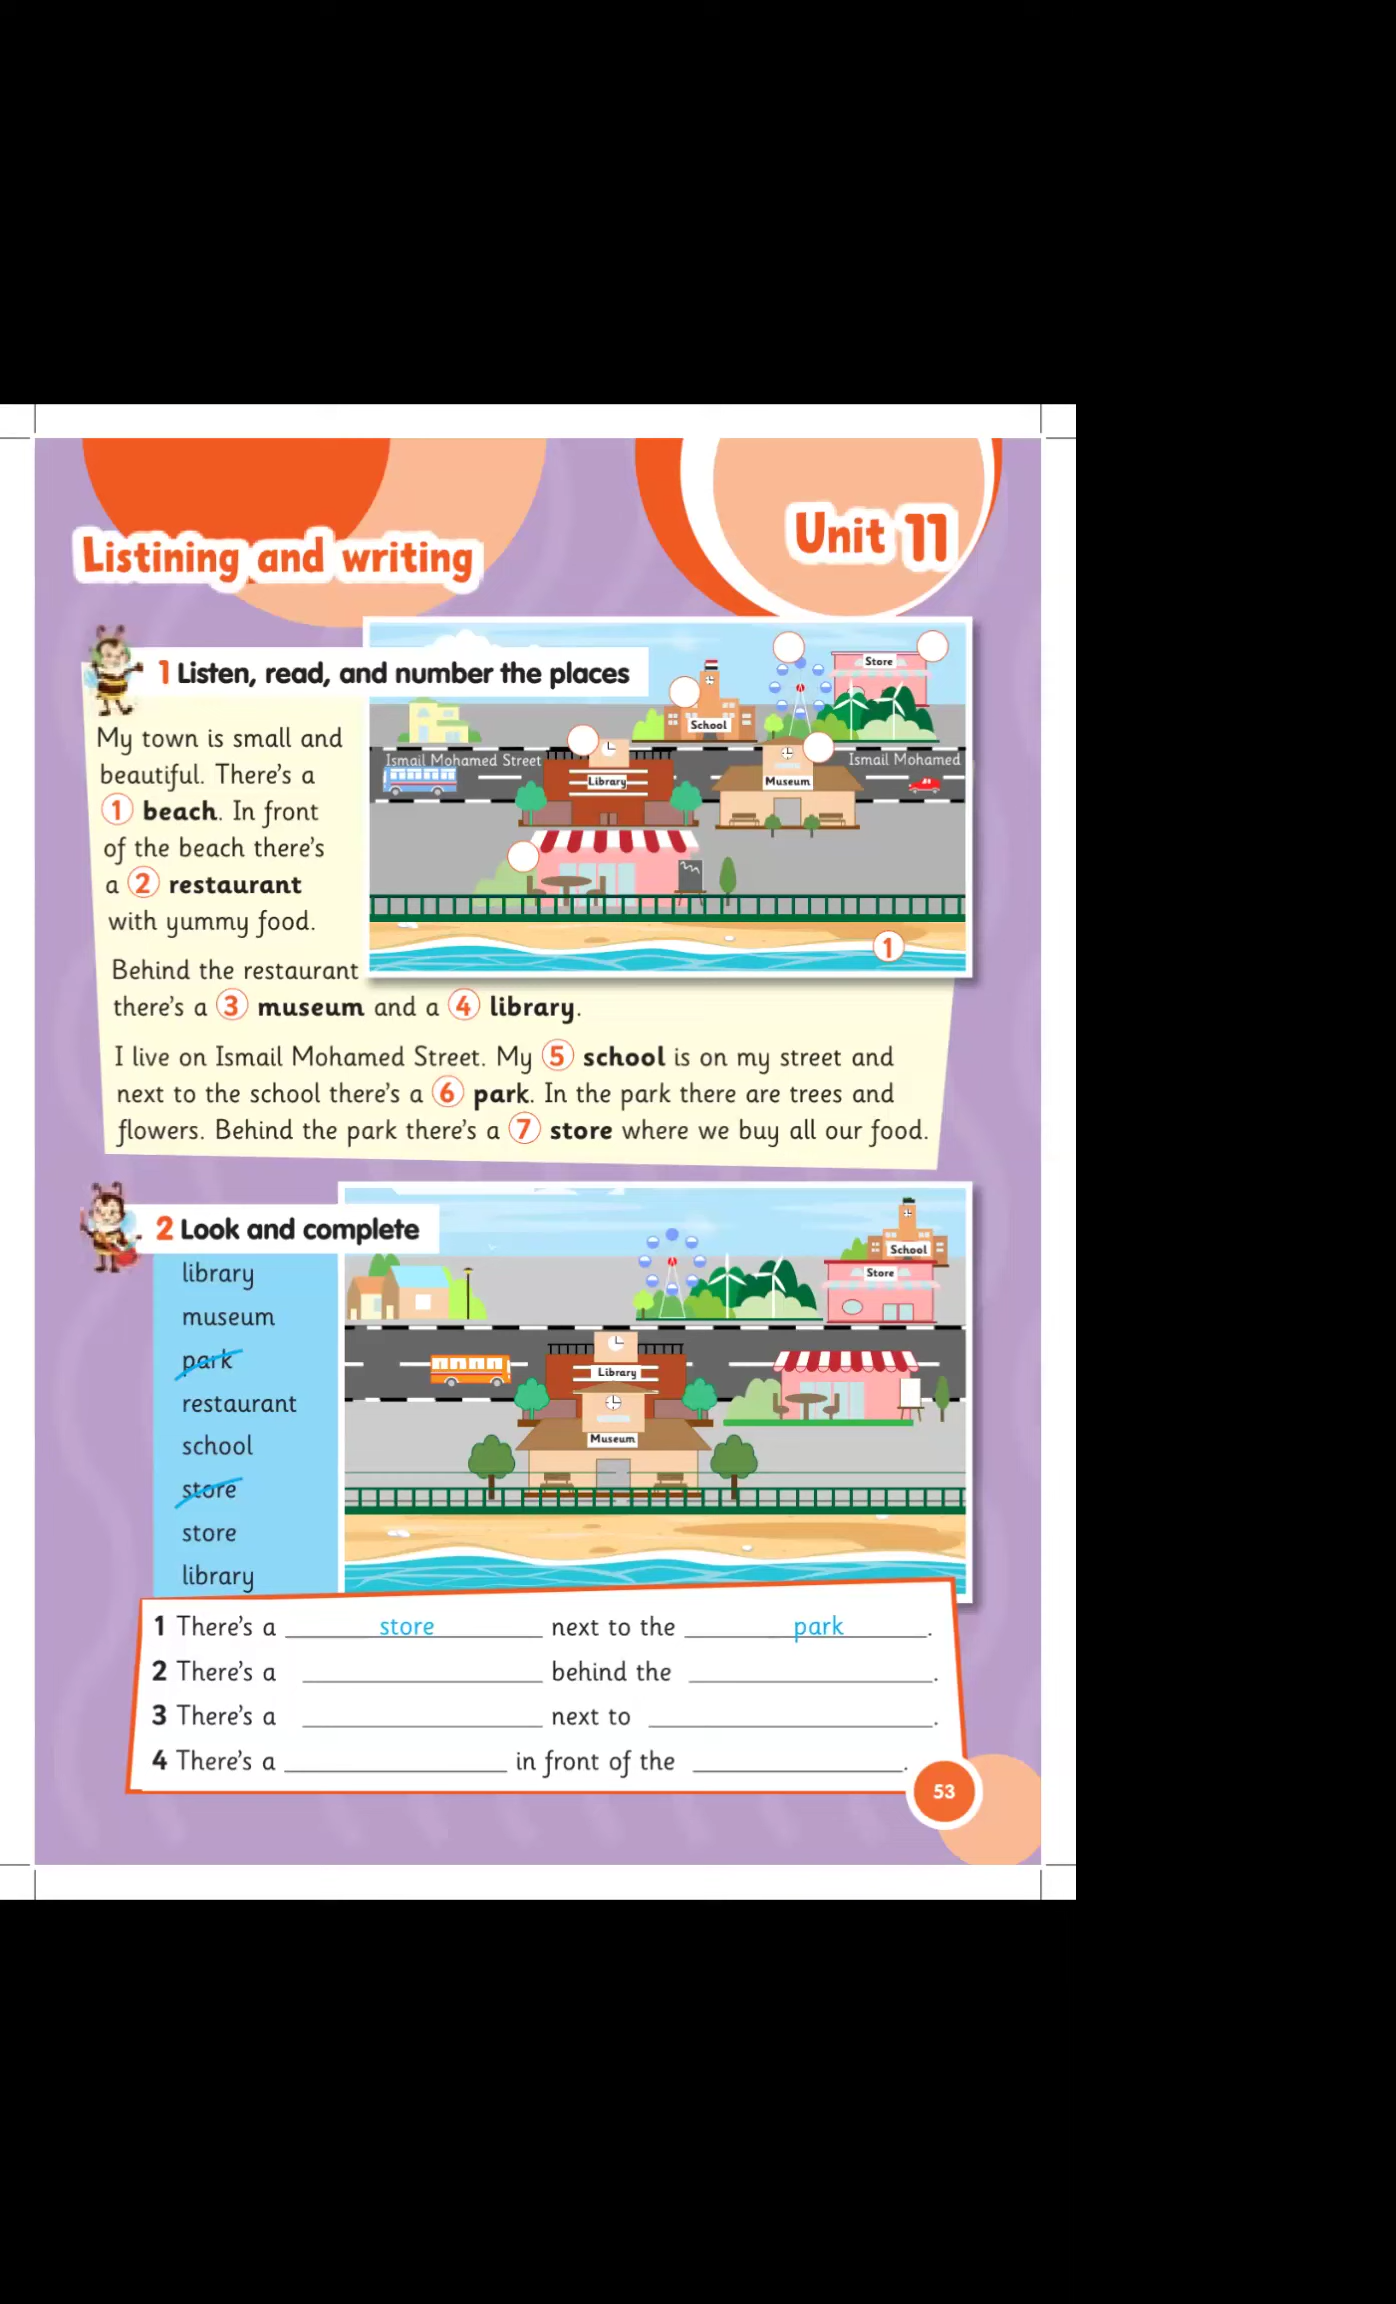 Listining and writing
Unit 11
1 Listen, read, and number the places
My town is small and
beautiful. There's a
1 beach. In front
of the beach there's
a 2 restaurant
with yummy food.
Behind the restaurant
there's a 3 museum and a 4 library.
I live on Ismail Mohamed Street. My 5 school is on my street and
next to the school there's a 6 park. In the park there are trees and
flowers. Behind the park there's a 7 store where we buy all our food.
Store
School
Ismail Mohamed Street
Ismail Mohamed
Library
Museum
1
2 Look and complete
library
museum
park
restaurant
school
store
store
library
School
Store
Library
Museum
1 There's a store next to the park.
2 There's a behind the .
3 There's a next to .
4 There's a in front of the .
53